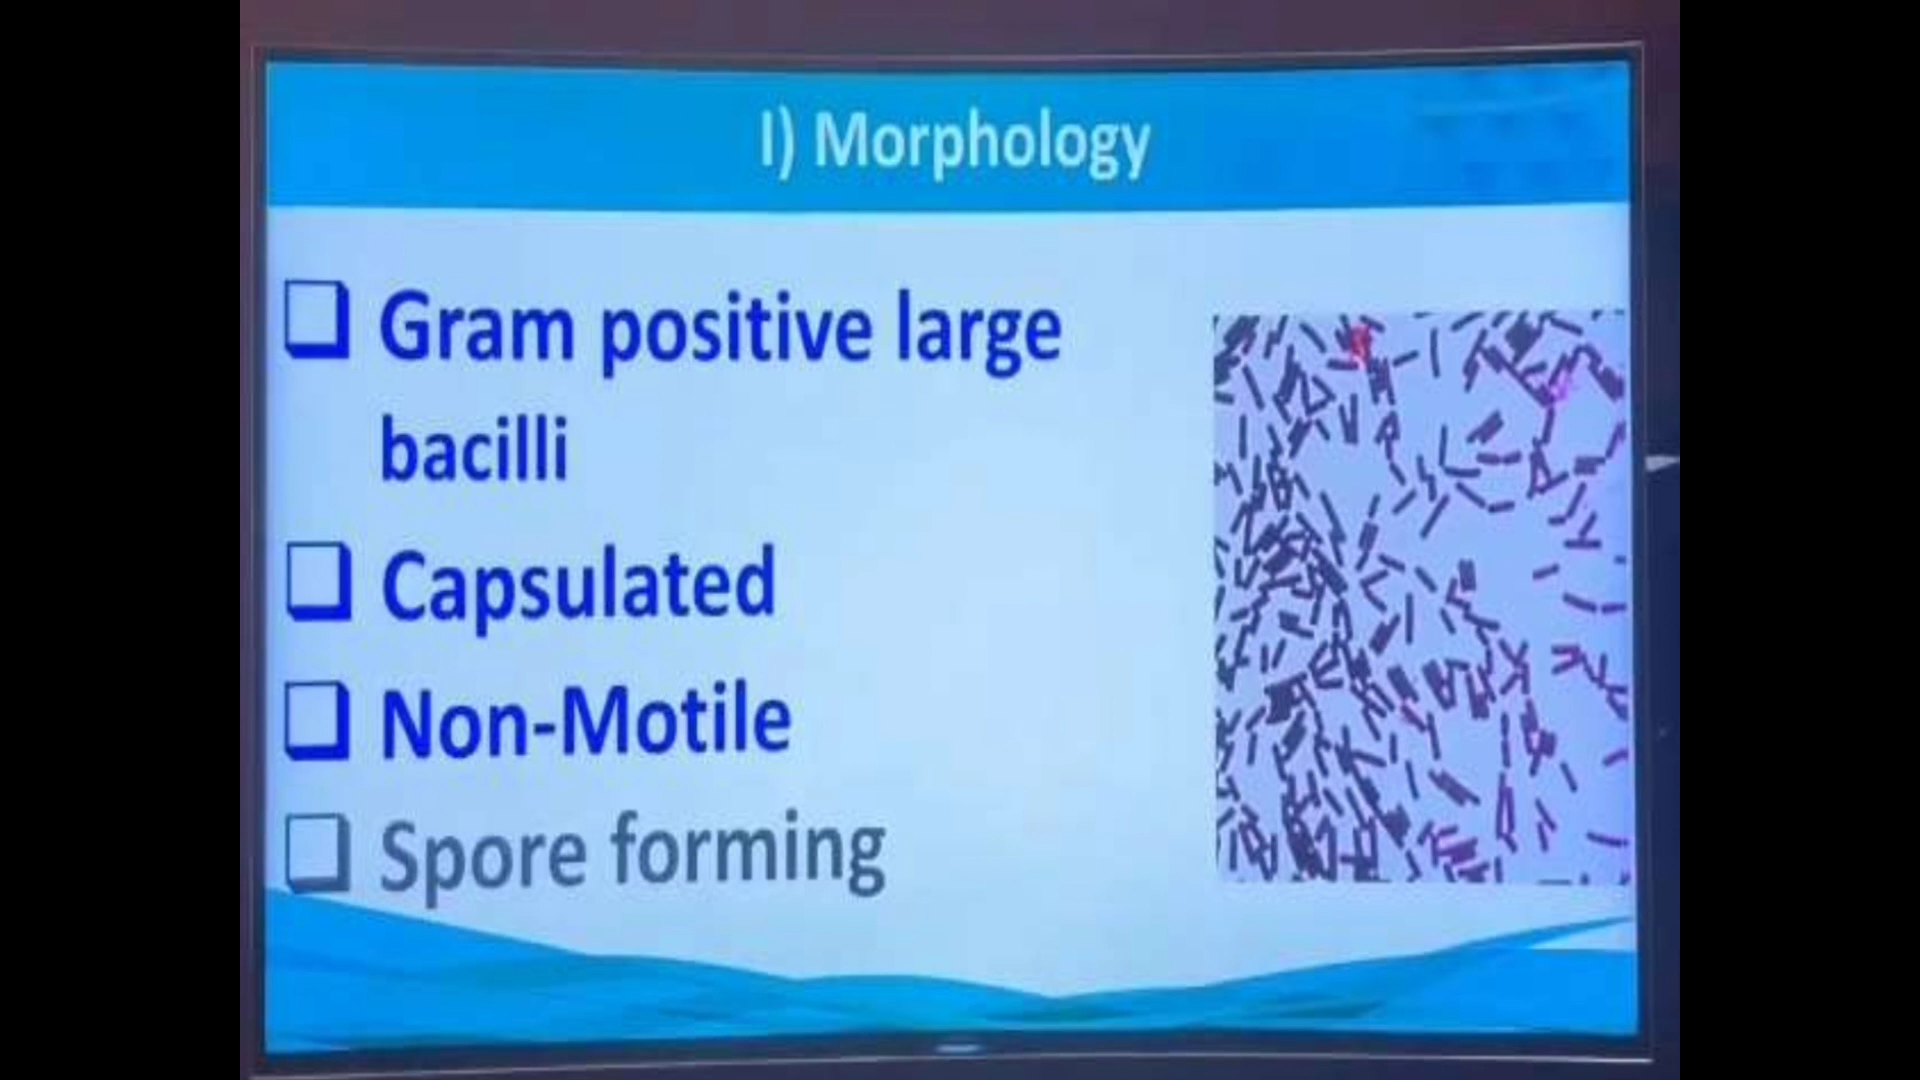 I) Morphology
Gram positive large
bacilli
Capsulated
Non-Motile
Spore forming